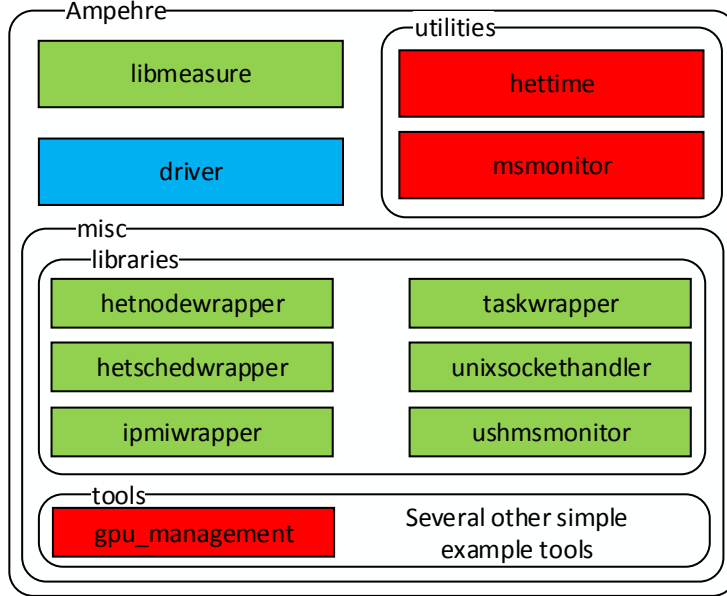 Ampehre
libmeasure
driver
utilities
hettime
msmonitor
misc
libraries
hetnodewrapper
taskwrapper
hetschedwrapper
unixsockethandler
ipmiwrapper
ushmsmonitor
tools
gpu_management
Several other simple
example tools